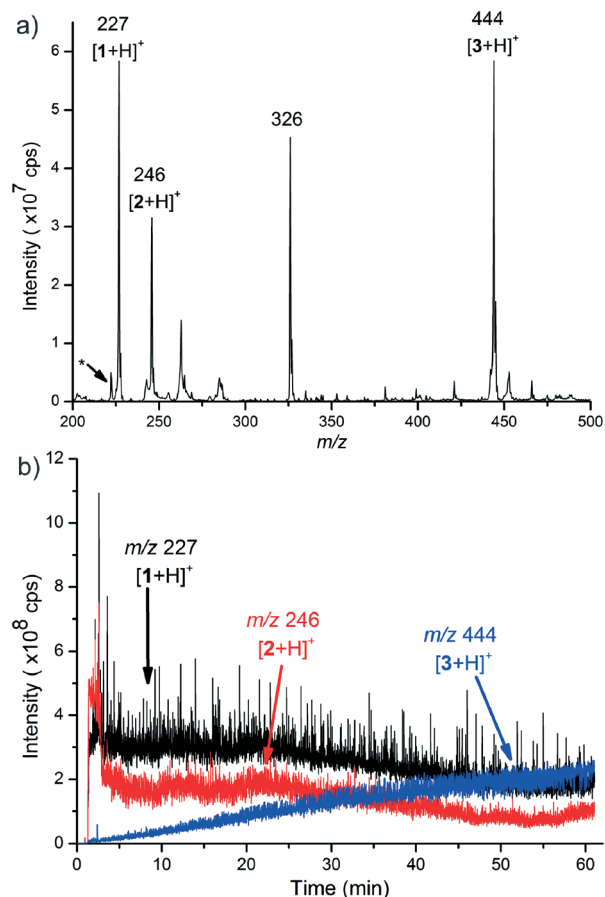 a)
227
[1+H]+
444
[3+H]+
326
246
[2+H]+
*
6
5
4
3
2
1
0
Intensity ( x10^7 cps)
200 250 300 350 400 450 500
m/z
b)
12
10
8
6
4
2
0
Intensity ( x10^8 cps)
m/z 227
[1+H]+
m/z 246
[2+H]+
m/z 444
[3+H]+
0 10 20 30 40 50 60
Time (min)